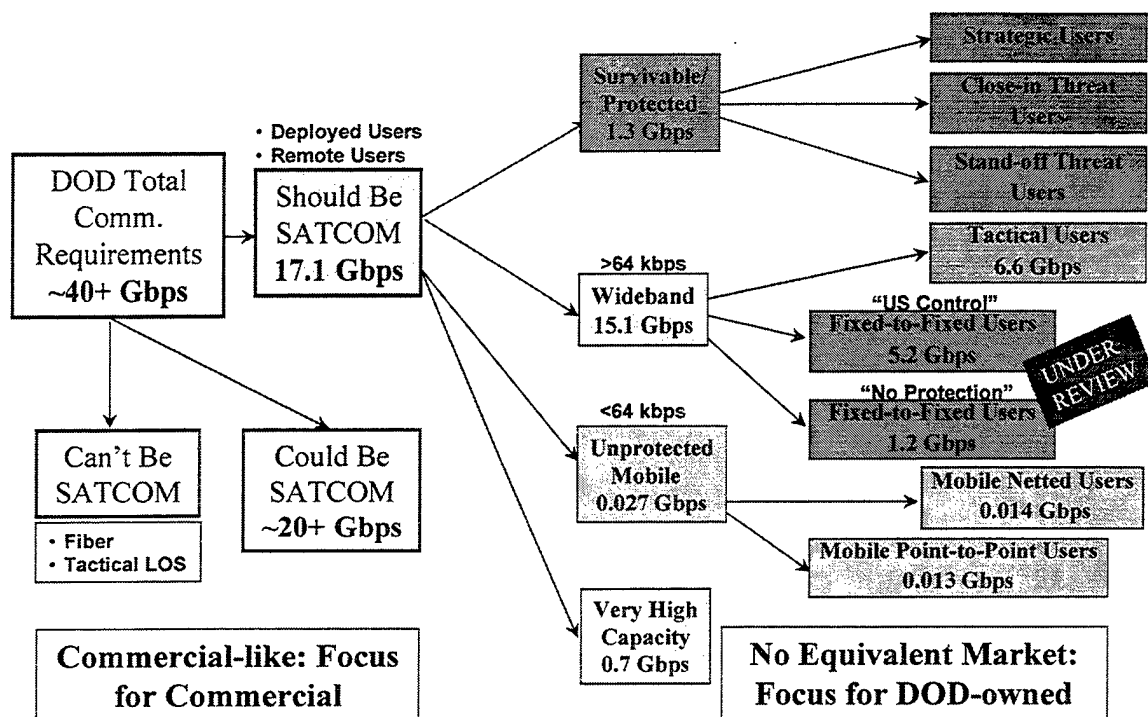 DOD Total
Comm.
Requirements
~40+ Gbps
• Deployed Users
• Remote Users
Should Be
SATCOM
17.1 Gbps
Can't Be
SATCOM
• Fiber
• Tactical LOS
Could Be
SATCOM
~20+ Gbps
Survivable/
Protected
1.3 Gbps
Strategic Users
Close-in Threat
Users
Stand-off Threat
Users
>64 kbps
Wideband
15.1 Gbps
Tactical Users
6.6 Gbps
“US Control”
Fixed-to-Fixed Users
5.2 Gbps
“No Protection”
Fixed-to-Fixed Users
1.2 Gbps
UNDER
REVIEW
<64 kbps
Unprotected
Mobile
0.027 Gbps
Mobile Netted Users
0.014 Gbps
Mobile Point-to-Point Users
0.013 Gbps
Very High
Capacity
0.7 Gbps
Commercial-like: Focus
for Commercial
No Equivalent Market:
Focus for DOD-owned